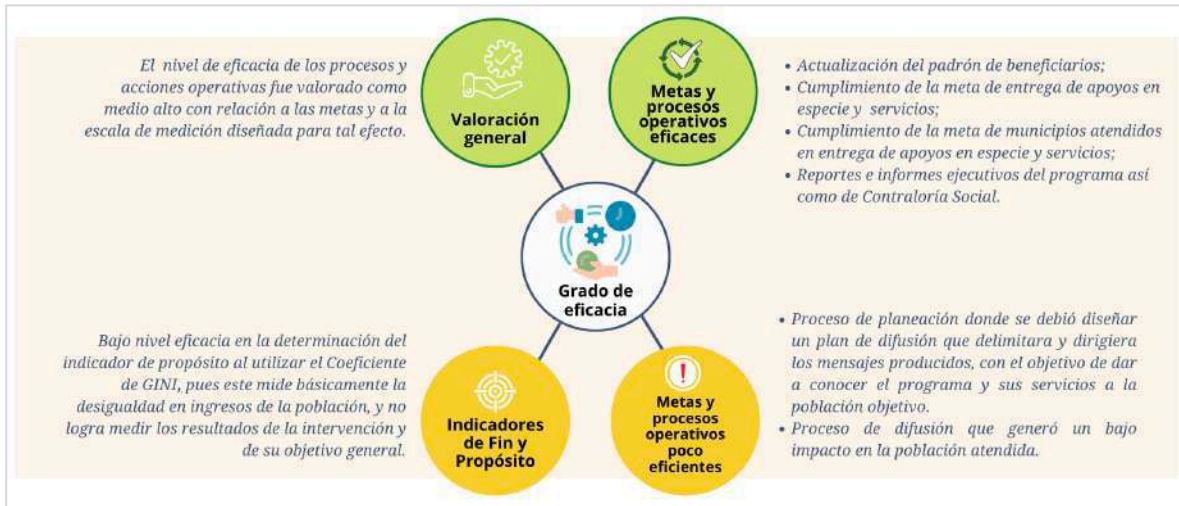 El nivel de eficacia de los procesos y
acciones operativas fue valorado como
medio alto con relación a las metas y a la
escala de medición diseñada para tal efecto.
Valoración
general
Metas y
procesos
operativos
eficaces
• Actualización del padrón de beneficiarios;
• Cumplimiento de la meta de entrega de apoyos en
especie y servicios;
• Cumplimiento de la meta de municipios atendidos
en entrega de apoyos en especie y servicios;
• Reportes e informes ejecutivos del programa así
como de Contraloría Social.
Grado de
eficacia
Bajo nivel eficacia en la determinación del
indicador de propósito al utilizar el Coeficiente
de GINI, pues este mide básicamente la
desigualdad en ingresos de la población, y no
logra medir los resultados de la intervención y
de su objetivo general.
Indicadores
de Fin y
Propósito
Metas y
procesos
operativos
poco
eficientes
• Proceso de planeación donde se debió diseñar
un plan de difusión que delimitara y dirigiera
los mensajes producidos, con el objetivo de dar
a conocer el programa y sus servicios a la
población objetivo.
• Proceso de difusión que generó un bajo
impacto en la población atendida.